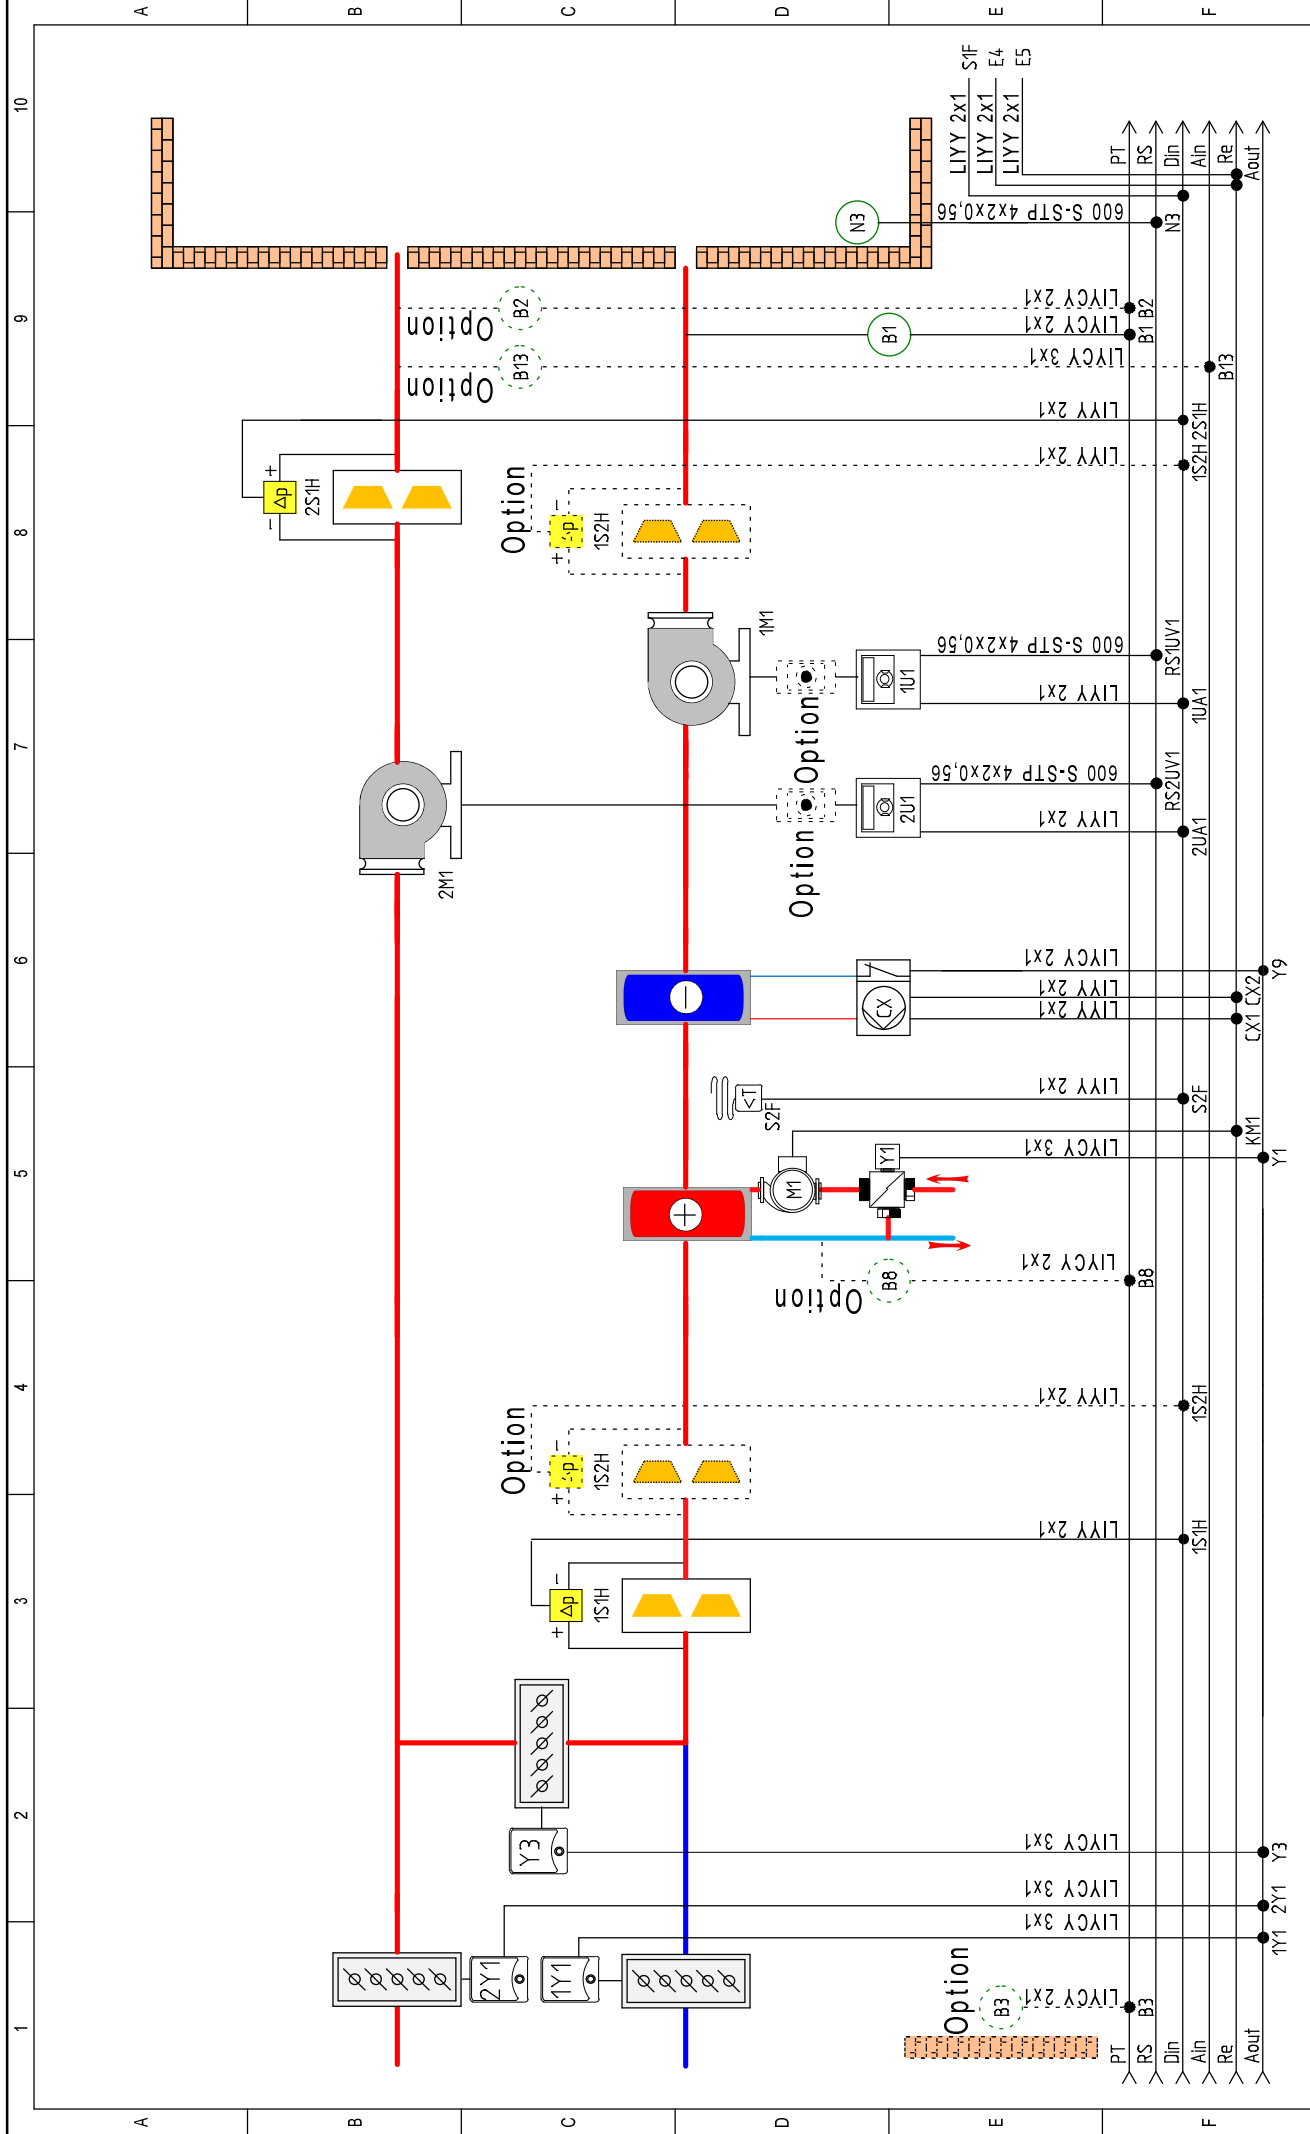 1 2 3 4 5 6 7 8 9 10
A A
B B
- Δp +
2S1H
2M1
Option Option
B13 B2
C C
2Y1 Y3
1Y1
+ Δp -
1S1H
Option
+ -
1S2H
Option
+ -
1S2H
D D
1M1
S2F
<T
M1
Option Option
Option
B8
Y1
CX
2U1 1U1
B1
N3
Option
B3
E E
LIYCY 2x1
LIYCY 3x1
LIYCY 3x1
LIYCY 3x1
LIYY 2x1
LIYY 2x1
LIYCY 2x1
LIYCY 3x1
LIYY 2x1
LIYY 2x1
LIYY 2x1
LIYCY 2x1
LIYY 2x1
600 S-STP 4x2x0,56
LIYY 2x1
600 S-STP 4x2x0,56
LIYY 2x1
LIYY 2x1
LIYCY 3x1
LIYCY 2x1
LIYCY 2x1
600 S-STP 4x2x0,56
LIYY 2x1 S1F
LIYY 2x1 E4
LIYY 2x1 E5
F F
PT PT
RS B3 B8 B1 B2 RS
Din RS2UV1 RS1UV1 N3 Din
Ain 1S1H 1S2H S2F 2UA1 1UA1 1S2H 2S1H Ain
Re B13 Re
Aout KM1 CX1 CX2 Aout
1Y1 2Y1 Y3 Y1 Y9